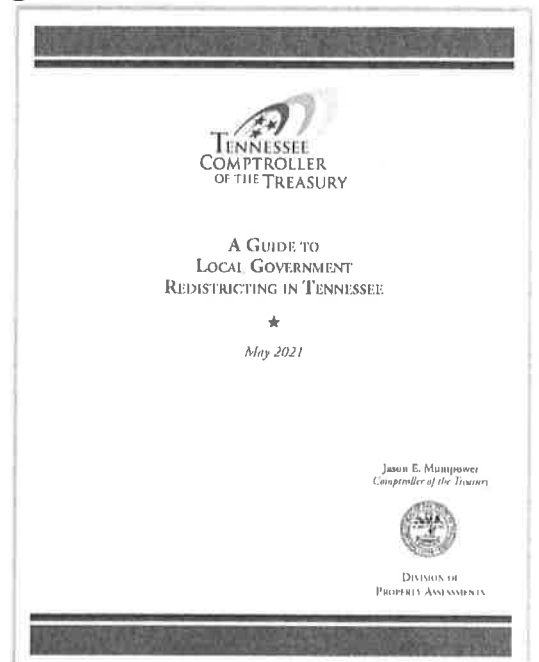 TENNESSEE
COMPTROLLER
OF THE TREASURY
A GUIDE TO
LOCAL GOVERNMENT
REDISTRICTING IN TENNESSEE
May 2021
Jason E. Mumpower
Comptroller of the Treasury
DIVISION OF
PROPERTY ASSESSMENTS